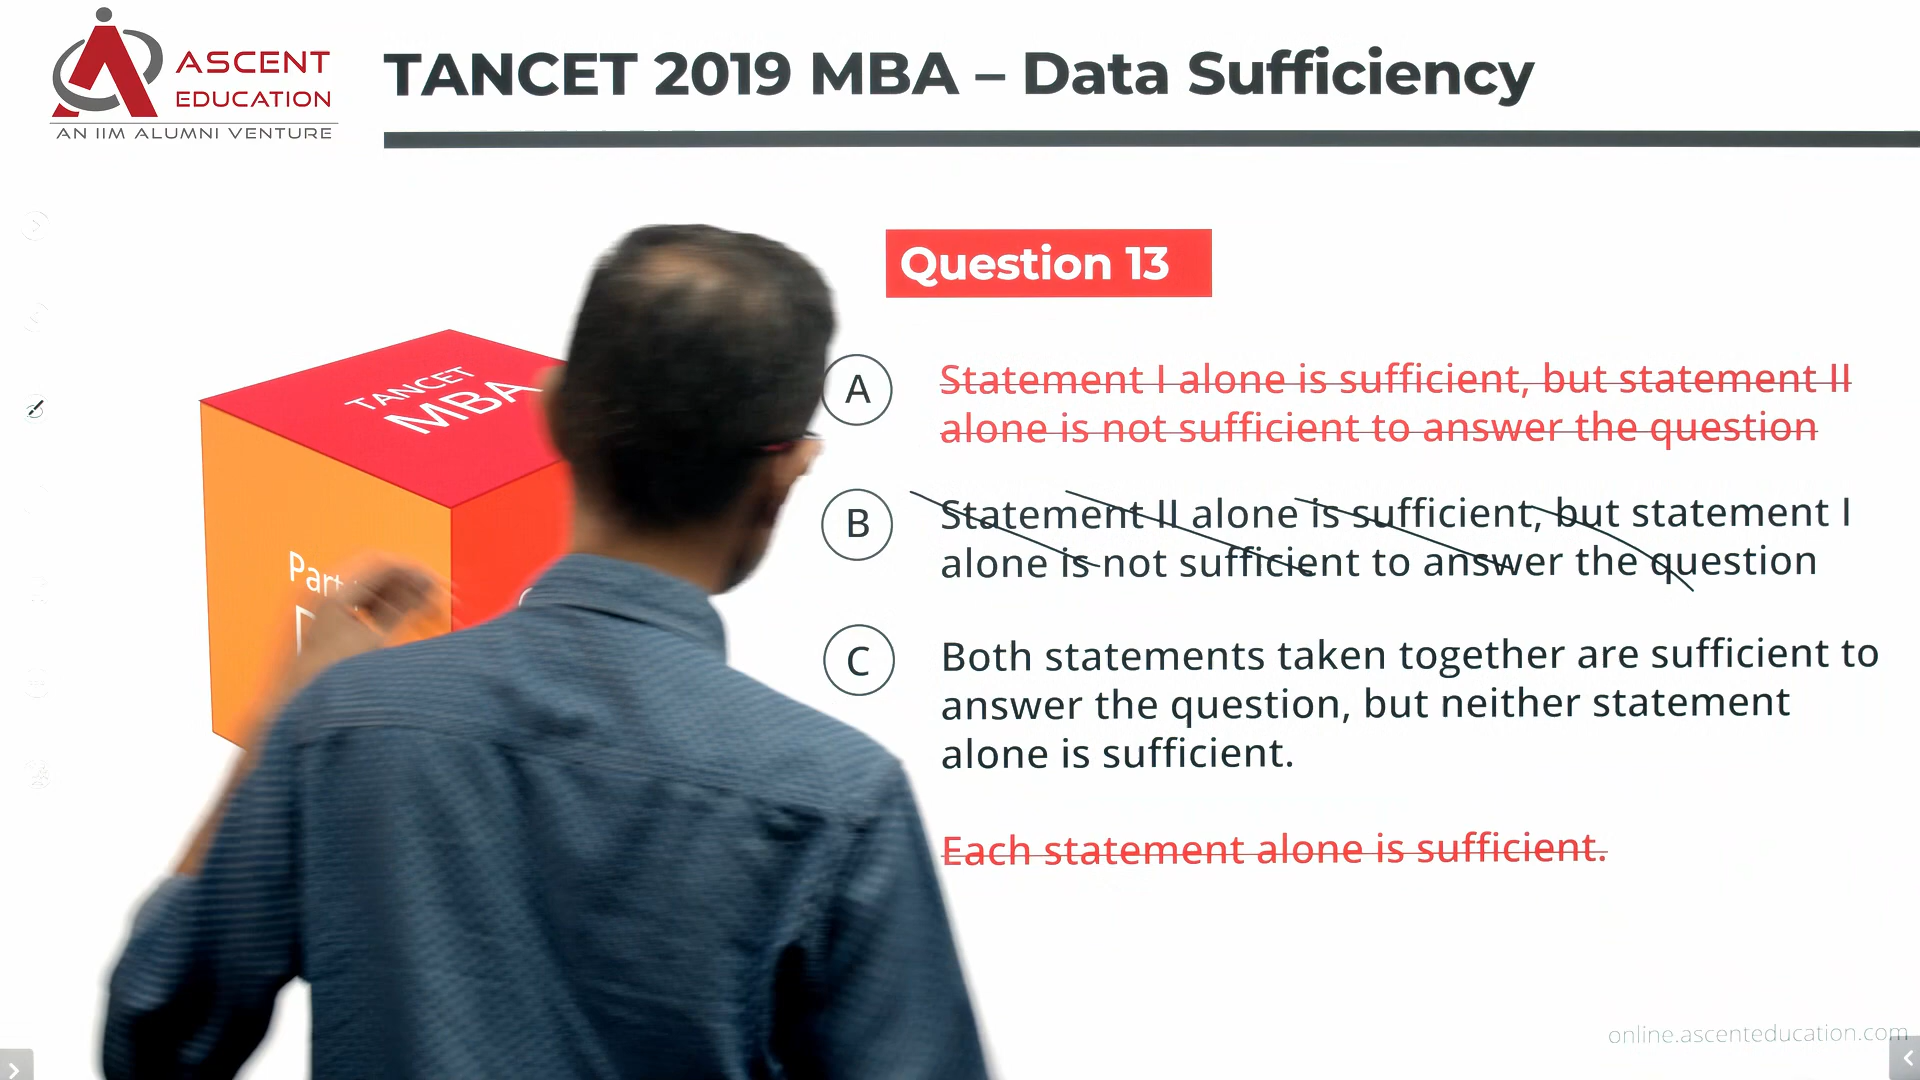 ASCENT
EDUCATION
AN IIM ALUMNI VENTURE
TANCET 2019 MBA – Data Sufficiency
TANCET
MBA
Question 13
A
Statement I alone is sufficient, but statement II
alone is not sufficient to answer the question
B
Statement II alone is sufficient, but statement I
alone is not sufficient to answer the question
C
Both statements taken together are sufficient to
answer the question, but neither statement
alone is sufficient.
Each statement alone is sufficient.
online.ascenteducation.com